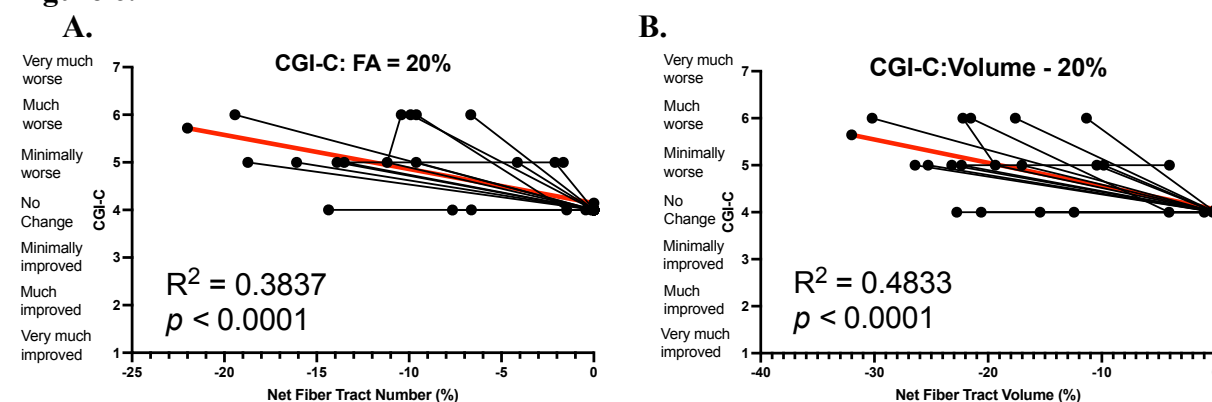 A.
CGI-C: FA = 20%
Very much
worse
Much
worse
Minimally
worse
No
Change
Minimally
improved
Much
improved
Very much
improved
CGI-C
7
6
5
4
3
2
1
R² = 0.3837
p < 0.0001
-25 -20 -15 -10 -5 0
Net Fiber Tract Number (%)
B.
CGI-C:Volume - 20%
Very much
worse
Much
worse
Minimally
worse
No
Change
Minimally
improved
Much
improved
Very much
improved
CGI-C
7
6
5
4
3
2
1
R² = 0.4833
p < 0.0001
-40 -30 -20 -10
Net Fiber Tract Volume (%)